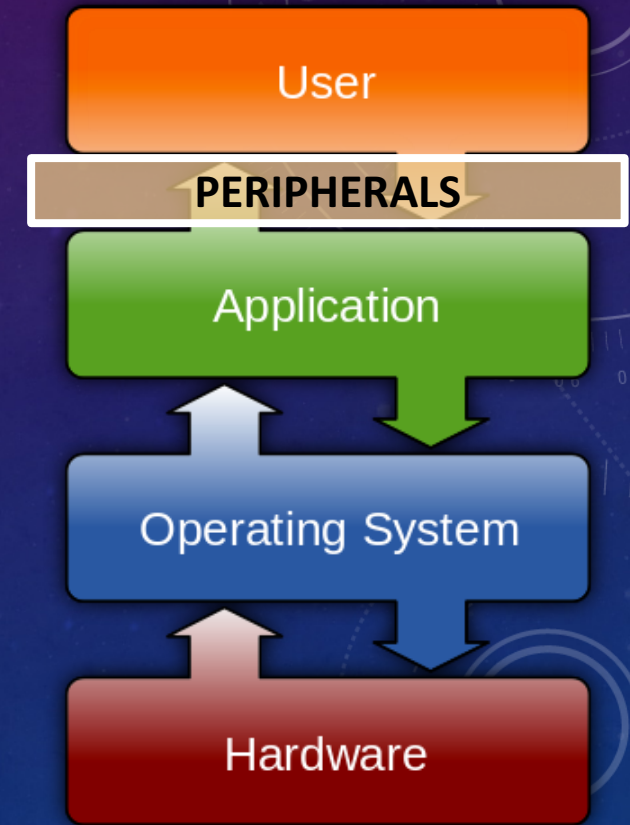 User
PERIPHERALS
Application
Operating System
Hardware